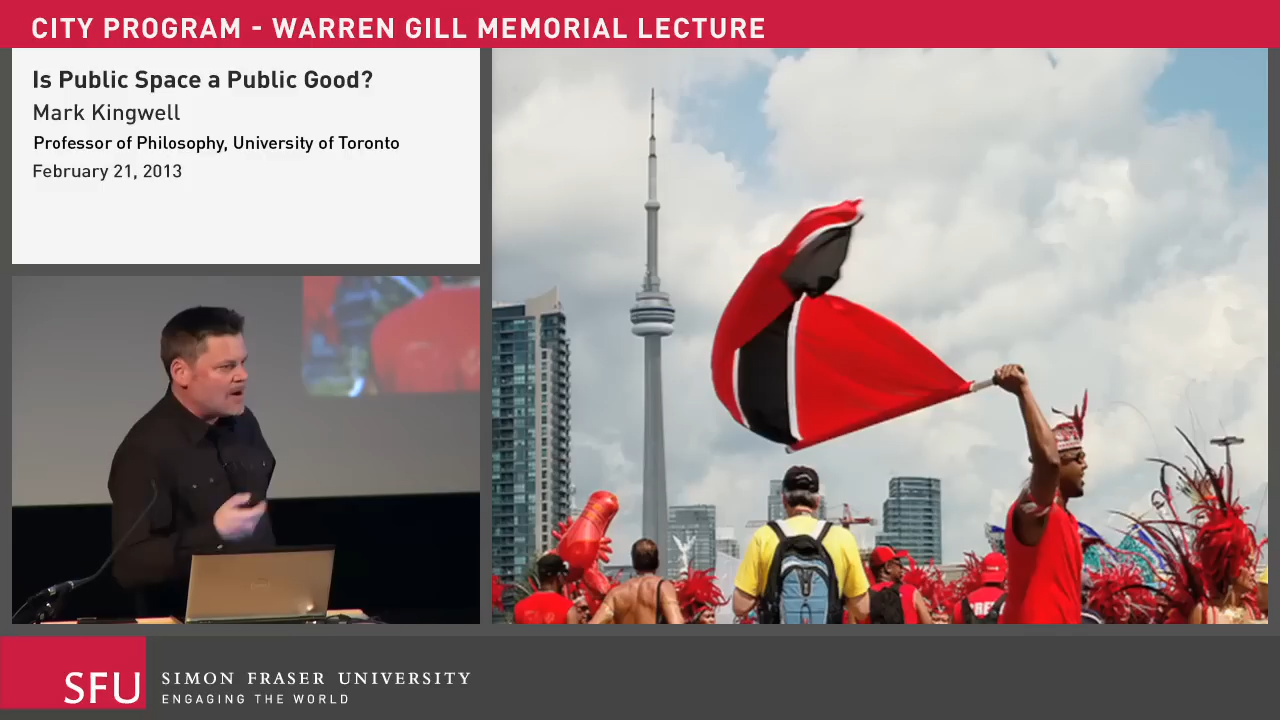 CITY PROGRAM - WARREN GILL MEMORIAL LECTURE
Is Public Space a Public Good?
Mark Kingwell
Professor of Philosophy, University of Toronto
February 21, 2013
SFU
SIMON FRASER UNIVERSITY
ENGAGING THE WORLD